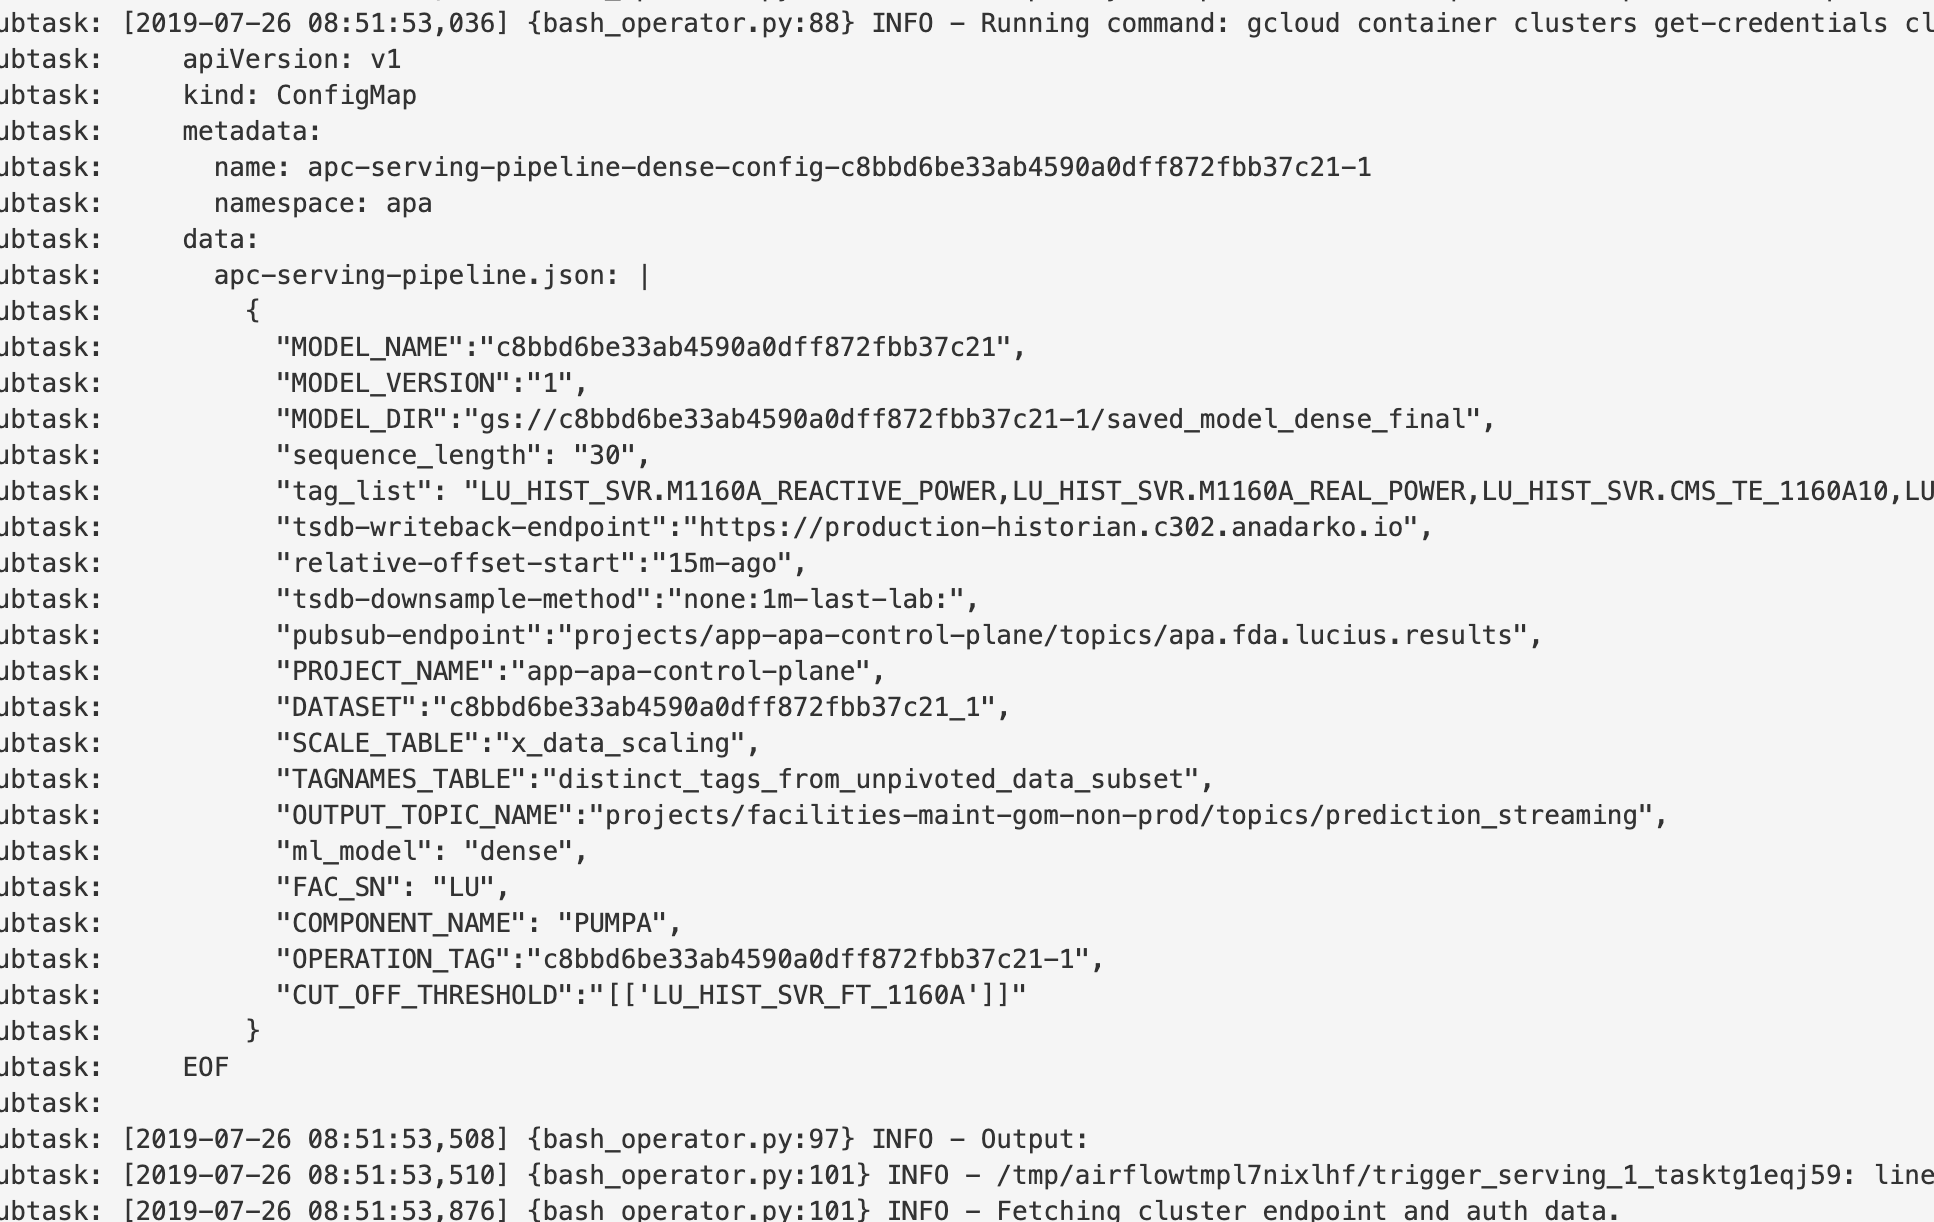 ubtask: [2019-07-26 08:51:53,036] {bash_operator.py:88} INFO - Running command: gcloud container clusters get-credentials cl
ubtask:     apiVersion: v1
ubtask:     kind: ConfigMap
ubtask:     metadata:
ubtask:       name: apc-serving-pipeline-dense-config-c8bbd6be33ab4590a0dff872fbb37c21-1
ubtask:       namespace: apa
ubtask:     data:
ubtask:       apc-serving-pipeline.json: |
ubtask:         {
ubtask:           "MODEL_NAME":"c8bbd6be33ab4590a0dff872fbb37c21",
ubtask:           "MODEL_VERSION":"1",
ubtask:           "MODEL_DIR":"gs://c8bbd6be33ab4590a0dff872fbb37c21-1/saved_model_dense_final",
ubtask:           "sequence_length": "30",
ubtask:           "tag_list": "LU_HIST_SVR.M1160A_REACTIVE_POWER,LU_HIST_SVR.M1160A_REAL_POWER,LU_HIST_SVR.CMS_TE_1160A10,LU
ubtask:           "tsdb-writeback-endpoint":"https://production-historian.c302.anadarko.io",
ubtask:           "relative-offset-start":"15m-ago",
ubtask:           "tsdb-downsample-method":"none:1m-last-lab:",
ubtask:           "pubsub-endpoint":"projects/app-apa-control-plane/topics/apa.fda.lucius.results",
ubtask:           "PROJECT_NAME":"app-apa-control-plane",
ubtask:           "DATASET":"c8bbd6be33ab4590a0dff872fbb37c21_1",
ubtask:           "SCALE_TABLE":"x_data_scaling",
ubtask:           "TAGNAMES_TABLE":"distinct_tags_from_unpivoted_data_subset",
ubtask:           "OUTPUT_TOPIC_NAME":"projects/facilities-maint-gom-non-prod/topics/prediction_streaming",
ubtask:           "ml_model": "dense",
ubtask:           "FAC_SN": "LU",
ubtask:           "COMPONENT_NAME": "PUMPA",
ubtask:           "OPERATION_TAG":"c8bbd6be33ab4590a0dff872fbb37c21-1",
ubtask:           "CUT_OFF_THRESHOLD":"[['LU_HIST_SVR_FT_1160A']]"
ubtask:         }
ubtask:     EOF
ubtask:
ubtask: [2019-07-26 08:51:53,508] {bash_operator.py:97} INFO - Output:
ubtask: [2019-07-26 08:51:53,510] {bash_operator.py:101} INFO - /tmp/airflowtmpl7nixlhf/trigger_serving_1_tasktg1eqj59: line
ubtask: [2019-07-26 08:51:53,876] {bash_operator.py:101} INFO - Fetching cluster endpoint and auth data.